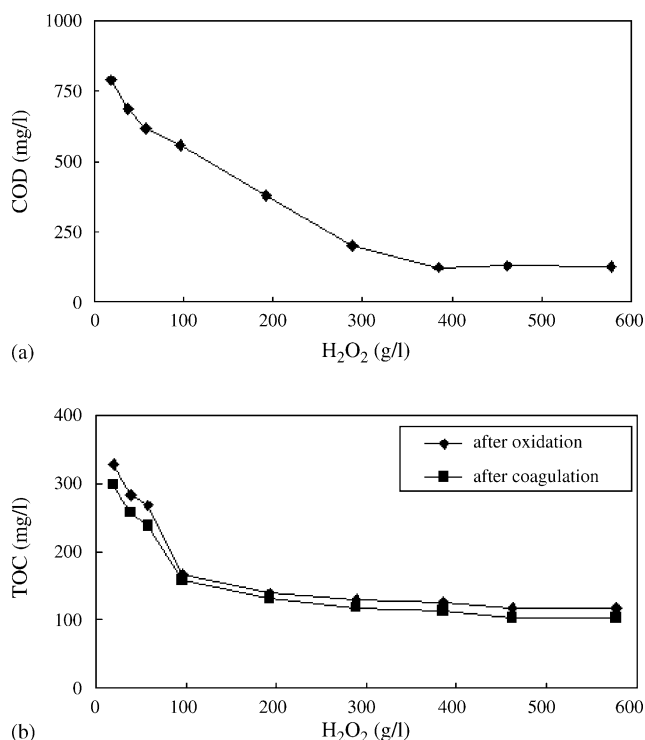 1000
750
500
250
0
COD (mg/l)
0 100 200 300 400 500 600
(a)
H₂O₂ (g/l)
400
300
200
100
0
TOC (mg/l)
after oxidation
after coagulation
0 100 200 300 400 500 600
(b)
H₂O₂ (g/l)